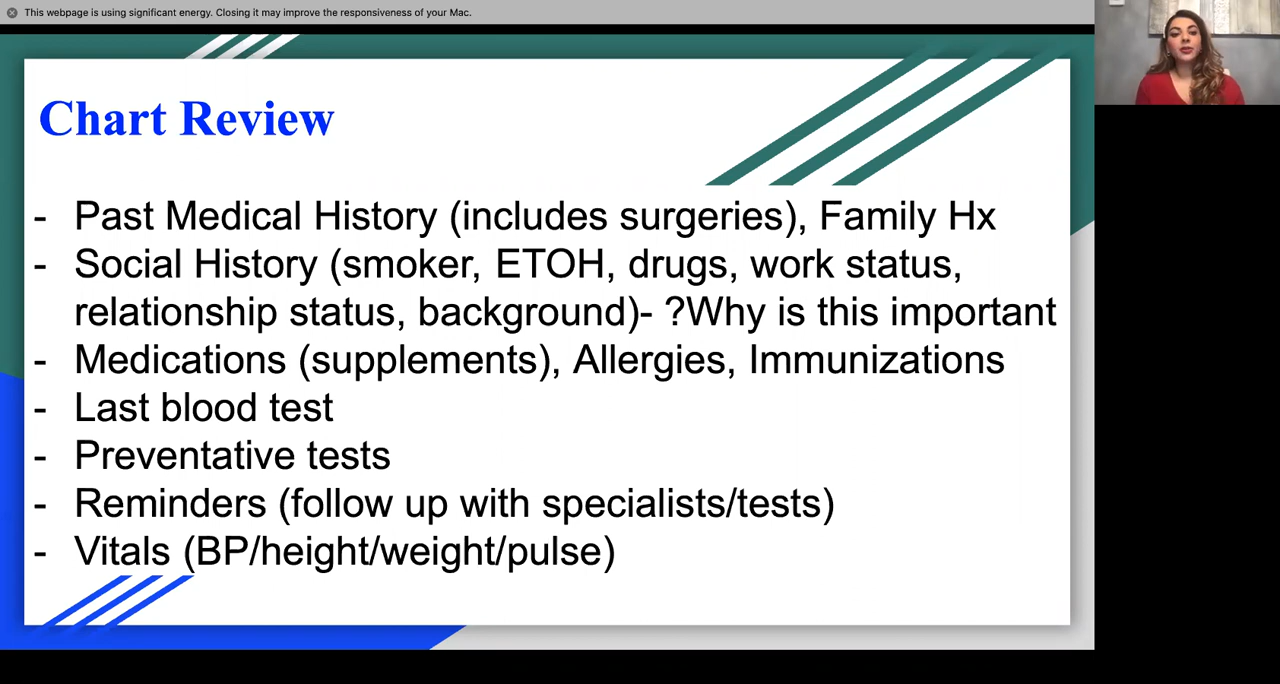 This webpage is using significant energy. Closing it may improve the responsiveness of your Mac.
Chart Review
- Past Medical History (includes surgeries), Family Hx
- Social History (smoker, ETOH, drugs, work status,
relationship status, background)- ?Why is this important
- Medications (supplements), Allergies, Immunizations
- Last blood test
- Preventative tests
- Reminders (follow up with specialists/tests)
- Vitals (BP/height/weight/pulse)